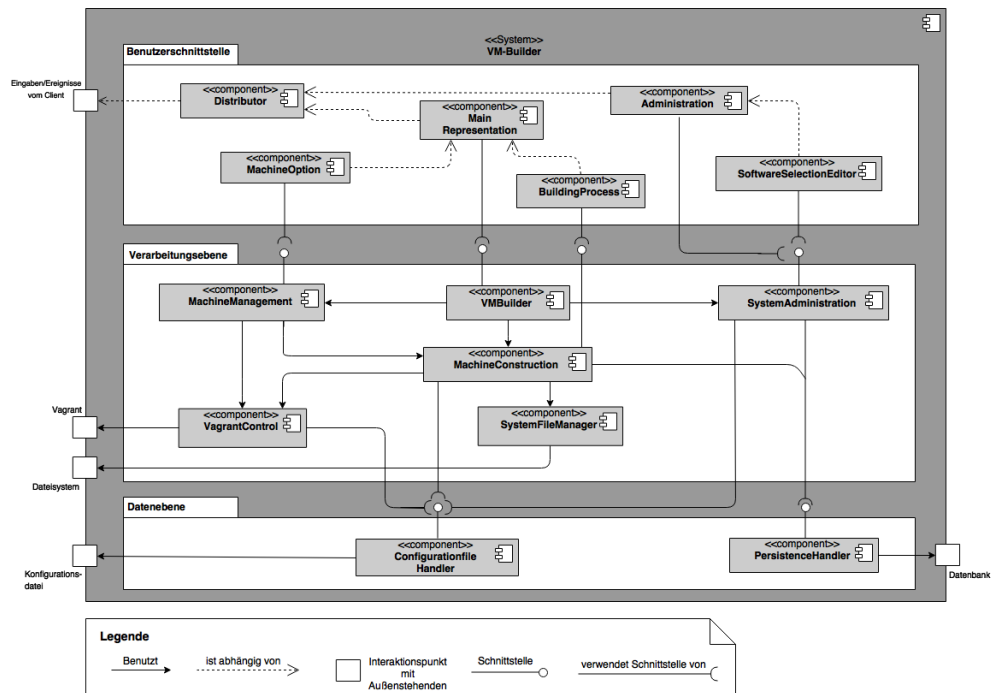 <<System>>
VM-Builder
Benutzerschnittstelle
Eingaben/Ereignisse
vom Client
<<component>>
Distributor
<<component>>
Main
Representation
<<component>>
Administration
<<component>>
MachineOption
<<component>>
BuildingProcess
<<component>>
SoftwareSelectionEditor
Verarbeitungsebene
<<component>>
MachineManagement
<<component>>
VMBuilder
<<component>>
SystemAdministration
<<component>>
MachineConstruction
Vagrant
<<component>>
VagrantControl
<<component>>
SystemFileManager
Dateisystem
Datenebene
<<component>>
Configurationfile
Handler
<<component>>
PersistenceHandler
Konfigurations-
datei
Datenbank
Legende
Benutzt
ist abhängig von
Interaktionspunkt
mit
Außenstehenden
Schnittstelle
verwendet Schnittstelle von